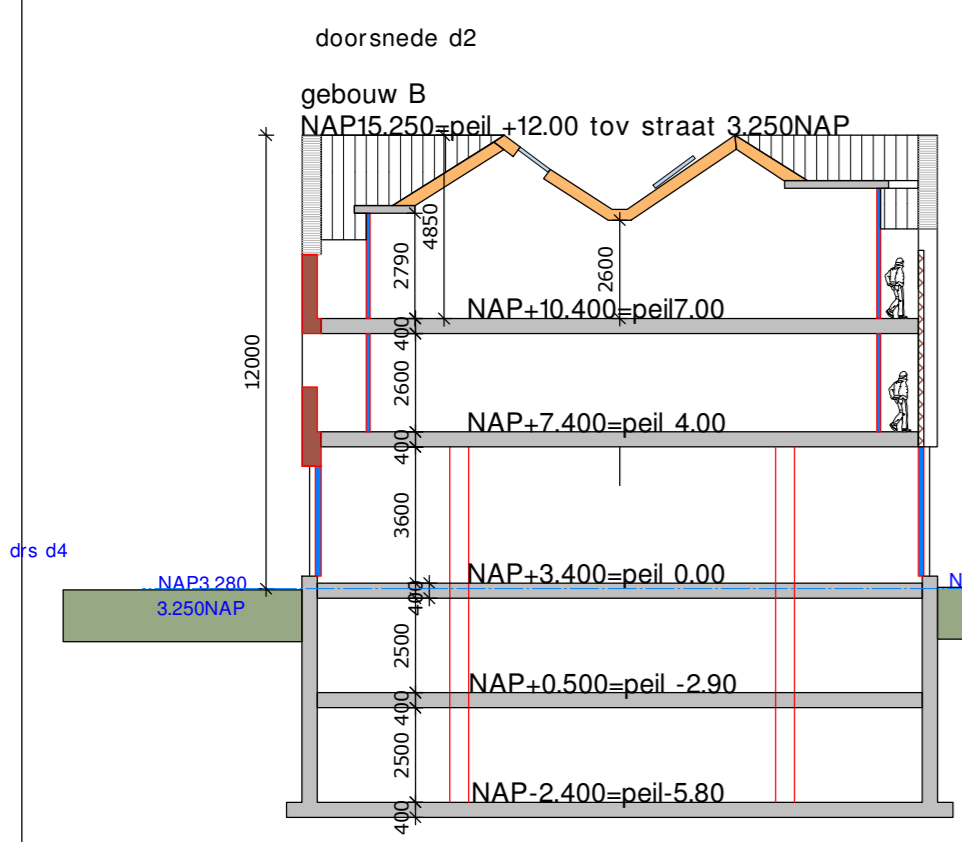 doorsnede d2
gebouw B
NAP15.250=peil +12.00 tov straat 3.250NAP
4850
2790
2600
NAP+10.400=peil7.00
400
12000
2600
NAP+7.400=peil 4.00
400
3600
drs d4
NAP+3.400=peil 0.00
NAP3.280
N
400
400
3.250NAP
2500
NAP+0.500=peil -2.90
400
2500
NAP-2.400=peil-5.80
400